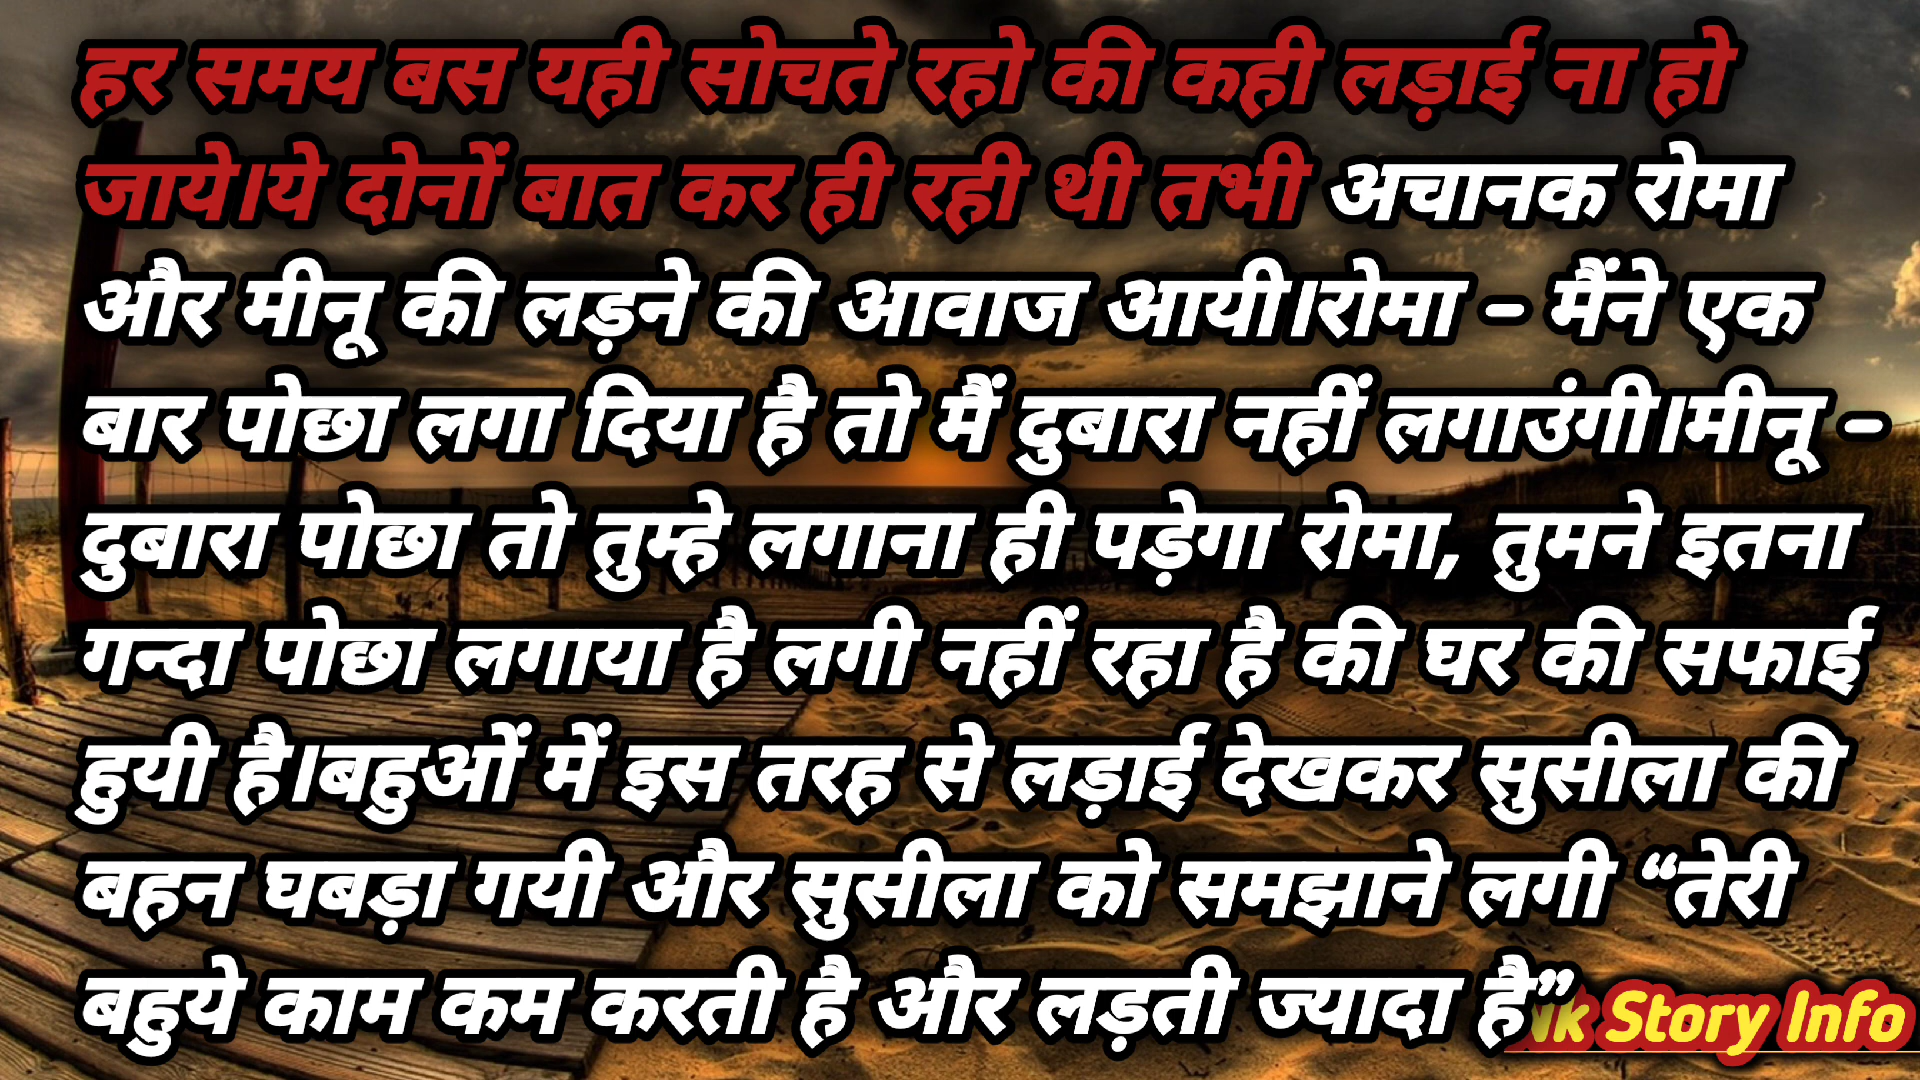 हर समय बस यही सोचते रहो की कही लड़ाई ना हो
जाये।ये दोनों बात कर ही रही थी तभी अचानक रोमा
और मीनू की लड़ने की आवाज आयी।रोमा – मैंने एक
बार पोछा लगा दिया है तो मैं दुबारा नहीं लगाउंगी।मीनू –
दुबारा पोछा तो तुम्हे लगाना ही पड़ेगा रोमा, तुमने इतना
गन्दा पोछा लगाया है लगी नहीं रहा है की घर की सफाई
हुयी है।बहुओं में इस तरह से लड़ाई देखकर सुसीला की
बहन घबड़ा गयी और सुसीला को समझाने लगी “तेरी
बहुये काम कम करती है और लड़ती ज्यादा है”
Story Info